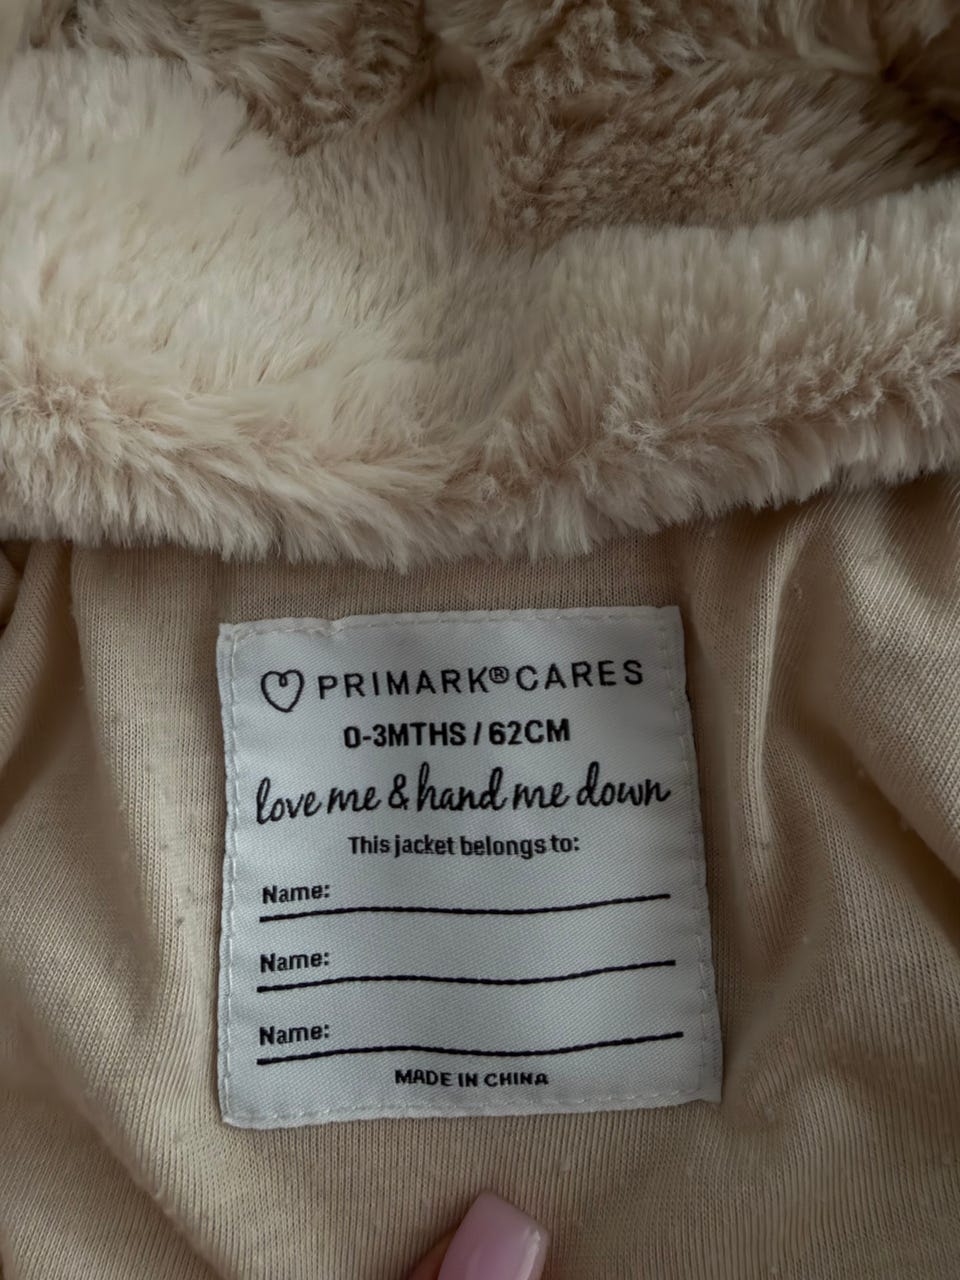 ♡ PRIMARK® CARES
0-3MTHS / 62CM
love me & hand me down
This jacket belongs to:
Name:
Name:
Name:
MADE IN CHINA